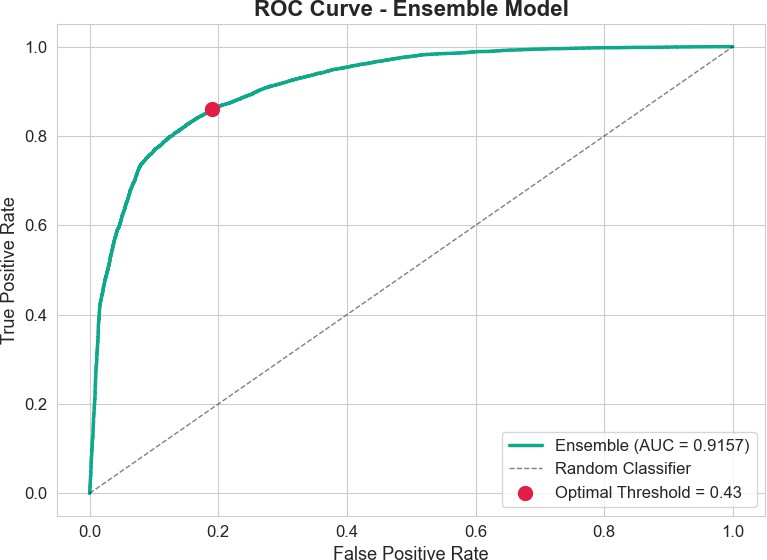 ROC Curve - Ensemble Model
True Positive Rate
1.0
0.8
0.6
0.4
0.2
0.0
0.0 0.2 0.4 0.6 0.8 1.0
False Positive Rate
Ensemble (AUC = 0.9157)
Random Classifier
Optimal Threshold = 0.43